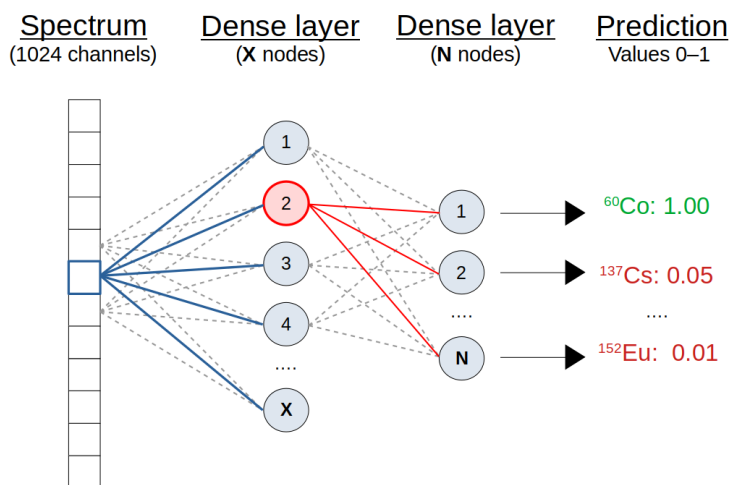 Spectrum
(1024 channels)
Dense layer
(X nodes)
Dense layer
(N nodes)
Prediction
Values 0–1
1
2
3
4
....
X
1
2
....
N
⁶⁰Co: 1.00
¹³⁷Cs: 0.05
....
¹⁵²Eu: 0.01